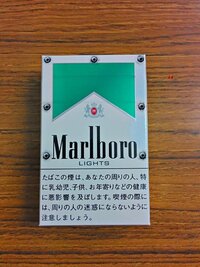 Marlboro
LIGHTS
たばこの煙は、あなたの周りの人、特
に乳幼児、子供、お年寄りなどの健康
に悪影響を及ぼします。喫煙の際に
は、周りの人の迷惑にならないように
注意しましょう。